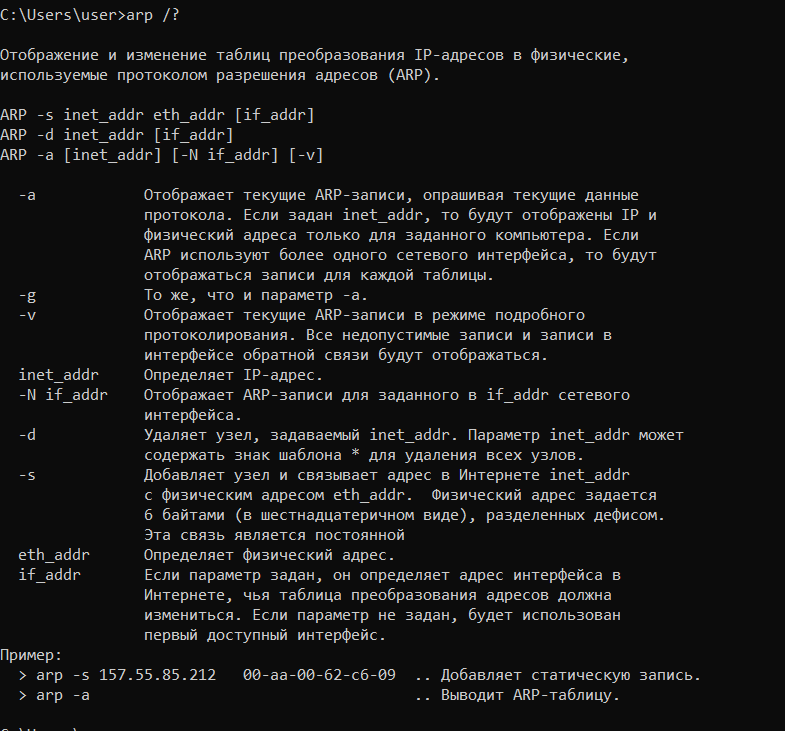 C:\Users\user>arp /?
Отображение и изменение таблиц преобразования IP-адресов в физические,
используемые протоколом разрешения адресов (ARP).
ARP -s inet_addr eth_addr [if_addr]
ARP -d inet_addr [if_addr]
ARP -a [inet_addr] [-N if_addr] [-v]
-a Отображает текущие ARP-записи, опрашивая текущие данные
протокола. Если задан inet_addr, то будут отображены IP и
физический адреса только для заданного компьютера. Если
ARP используют более одного сетевого интерфейса, то будут
отображаться записи для каждой таблицы.
-g То же, что и параметр -a.
-v Отображает текущие ARP-записи в режиме подробного
протоколирования. Все недопустимые записи и записи в
интерфейсе обратной связи будут отображаться.
inet_addr Определяет IP-адрес.
-N if_addr Отображает ARP-записи для заданного в if_addr сетевого
интерфейса.
-d Удаляет узел, задаваемый inet_addr. Параметр inet_addr может
содержать знак шаблона * для удаления всех узлов.
-s Добавляет узел и связывает адрес в Интернете inet_addr
с физическим адресом eth_addr.  Физический адрес задается
6 байтами (в шестнадцатеричном виде), разделенных дефисом.
Эта связь является постоянной
eth_addr Определяет физический адрес.
if_addr Если параметр задан, он определяет адрес интерфейса в
Интернете, чья таблица преобразования адресов должна
измениться. Если параметр не задан, будет использован
первый доступный интерфейс.
Пример:
> arp -s 157.55.85.212 00-aa-00-62-c6-09 .. Добавляет статическую запись.
> arp -a .. Выводит ARP-таблицу.